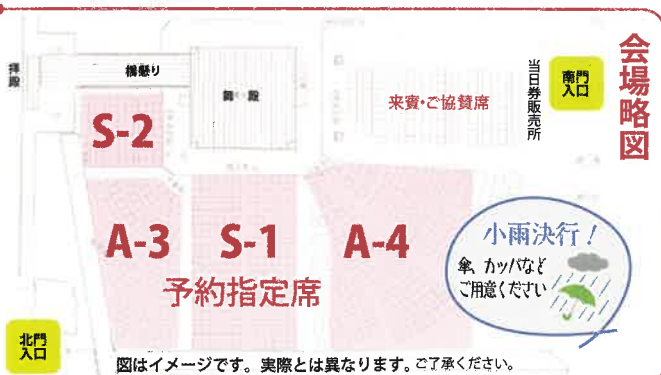 会場略図
南門
入口
当日券販売所
来賓・ご協賛席
舞殿
橋懸り
拝殿
S-2
A-3
S-1
A-4
予約指定席
小雨決行！
傘、カッパなど
ご用意ください
北門
入口
図はイメージです。実際とは異なります。ご了承ください。